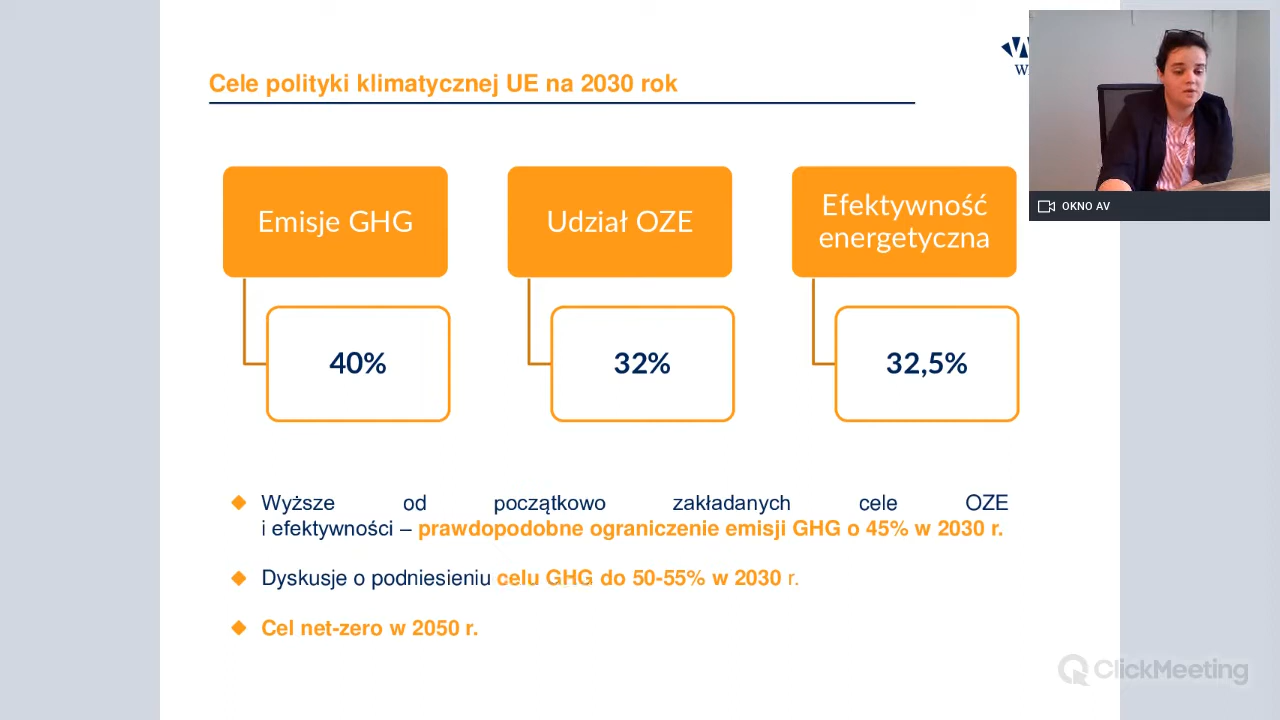 Cele polityki klimatycznej UE na 2030 rok
OKNO AV
Emisje GHG
Udział OZE
Efektywność
energetyczna
40%
32%
32,5%
Wyższe od początkowo zakładanych cele OZE
i efektywności – prawdopodobne ograniczenie emisji GHG o 45% w 2030 r.
Dyskusje o podniesieniu celu GHG do 50-55% w 2030 r.
Cel net-zero w 2050 r.
ClickMeeting